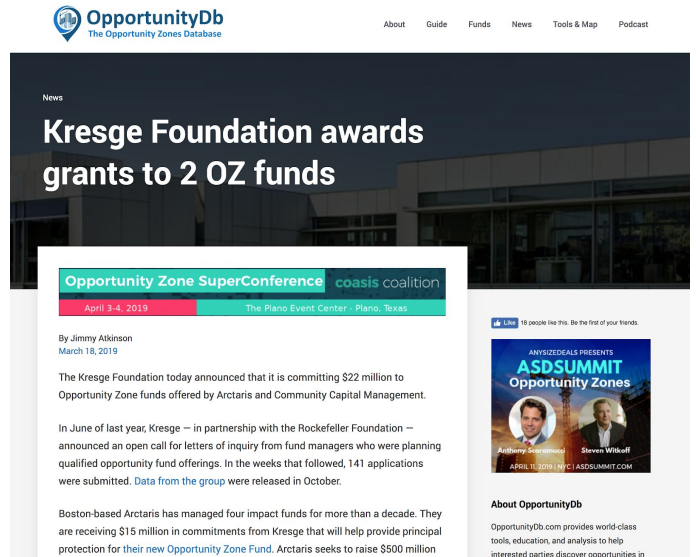 OpportunityDb
The Opportunity Zones Database
About Guide Funds News Tools & Map Podcast
News
Kresge Foundation awards
grants to 2 OZ funds
Opportunity Zone SuperConference coasis coalition
April 3-4, 2019 The Plano Event Center - Plano, Texas
By Jimmy Atkinson
March 18, 2019
The Kresge Foundation today announced that it is committing $22 million to
Opportunity Zone funds offered by Arctaris and Community Capital Management.
In June of last year, Kresge — in partnership with the Rockefeller Foundation —
announced an open call for letters of inquiry from fund managers who were planning
qualified opportunity fund offerings. In the weeks that followed, 141 applications
were submitted. Data from the group were released in October.
Boston-based Arctaris has managed four impact funds for more than a decade. They
are receiving $15 million in commitments from Kresge that will help provide principal
protection for their new Opportunity Zone Fund. Arctaris seeks to raise $500 million
Like 18 people like this. Be the first of your friends.
ANYSIZEDEALS PRESENTS
ASDSUMMIT
Opportunity Zones
Anthony Scaramucci Steven Witkoff
APRIL 11, 2019 | NYC | ASDSUMMIT.COM
About OpportunityDb
OpportunityDb.com provides world-class
tools, education, and analysis to help
interested parties discover opportunities in